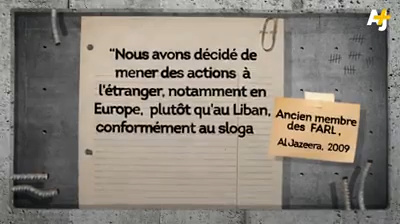 AJ+
“Nous avons décidé de
mener des actions à
l'étranger, notamment en
Europe, plutôt qu'au Liban,
conformément au sloga
Ancien membre
des FARL,
Al Jazeera, 2009